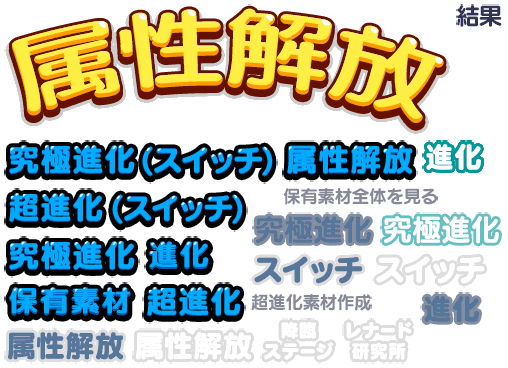 結果
属性解放
究極進化(スイッチ) 属性解放 進化
保有素材全体を見る
超進化(スイッチ)
究極進化 究極進化
究極進化 進化 スイッチ スイッチ
保有素材 超進化 超進化素材作成 進化
属性解放 属性解放 降臨ステージ レナード研究所